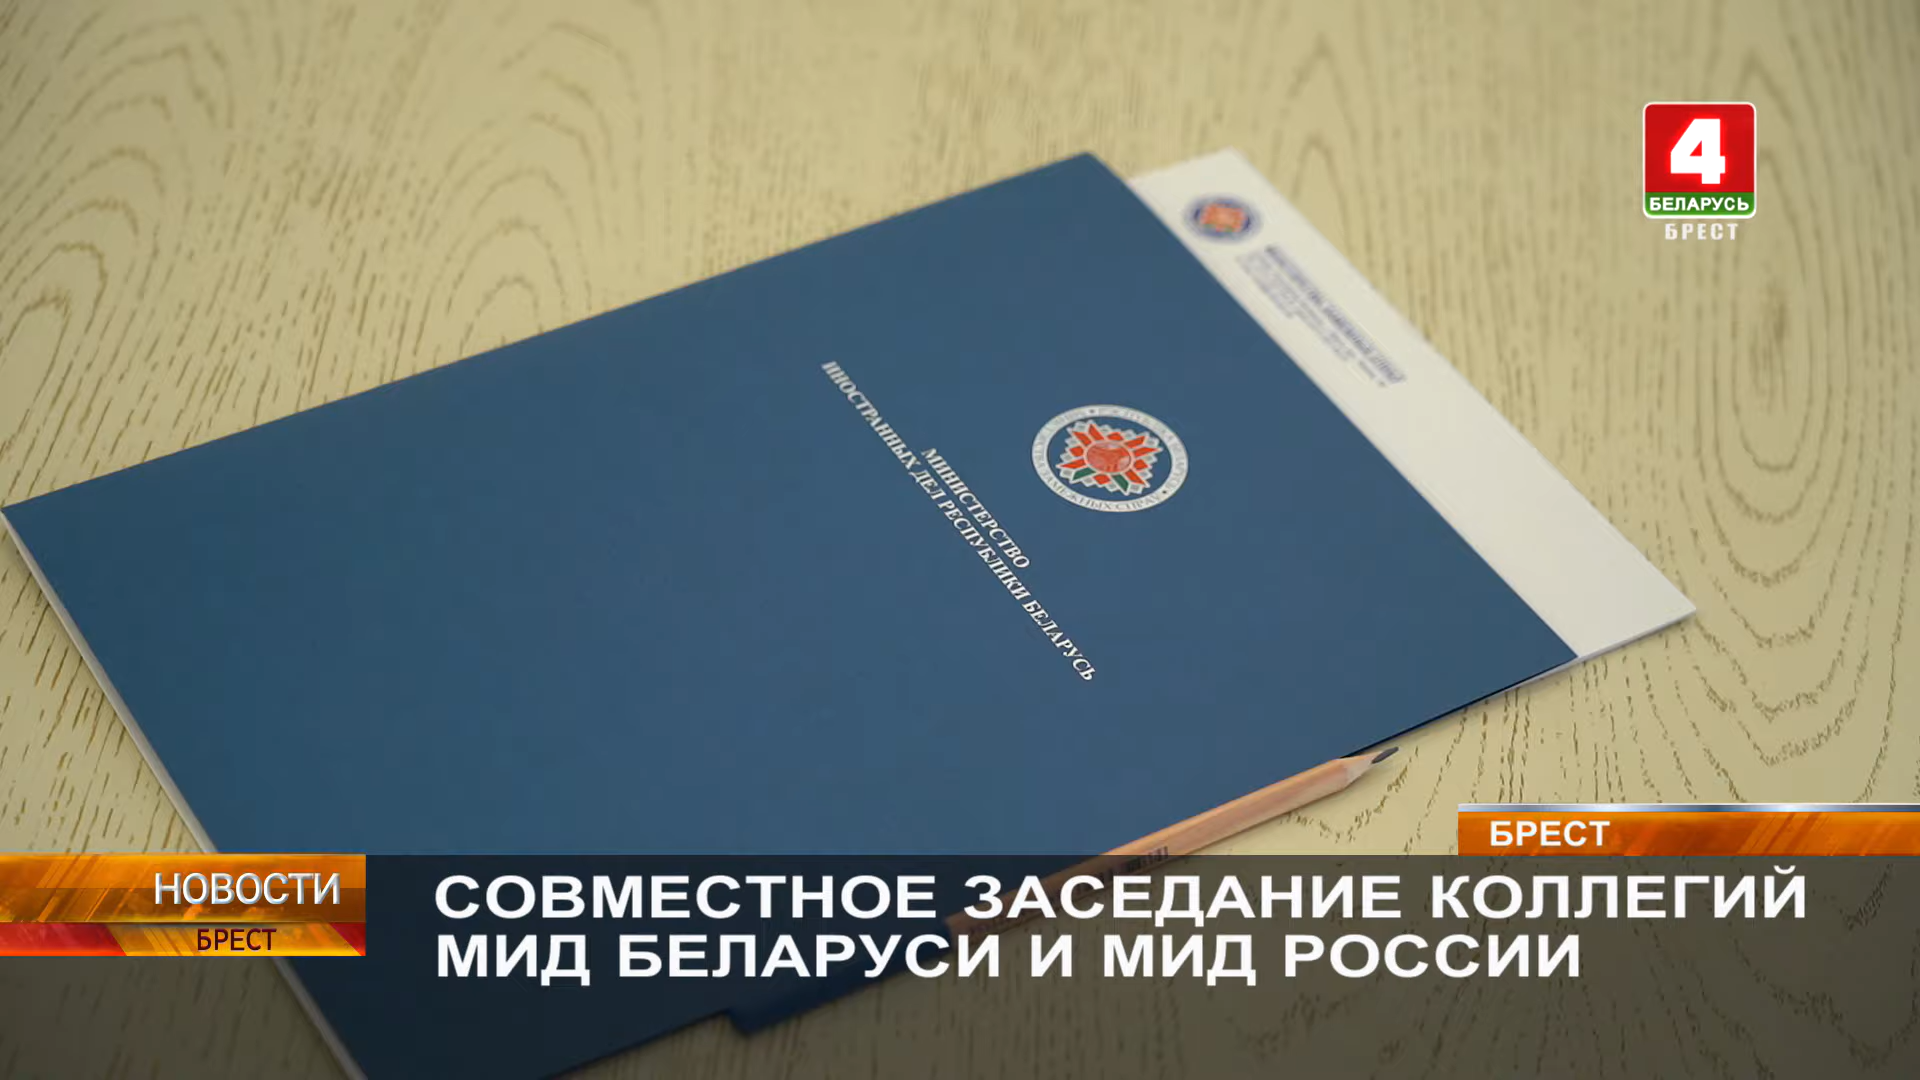 4
БЕЛАРУСЬ
БРЕСТ
МИНИСТЕРСТВО
ИНОСТРАННЫХ ДЕЛ РЕСПУБЛИКИ БЕЛАРУСЬ
БРЕСТ
НОВОСТИ
БРЕСТ
СОВМЕСТНОЕ ЗАСЕДАНИЕ КОЛЛЕГИЙ
МИД БЕЛАРУСИ И МИД РОССИИ